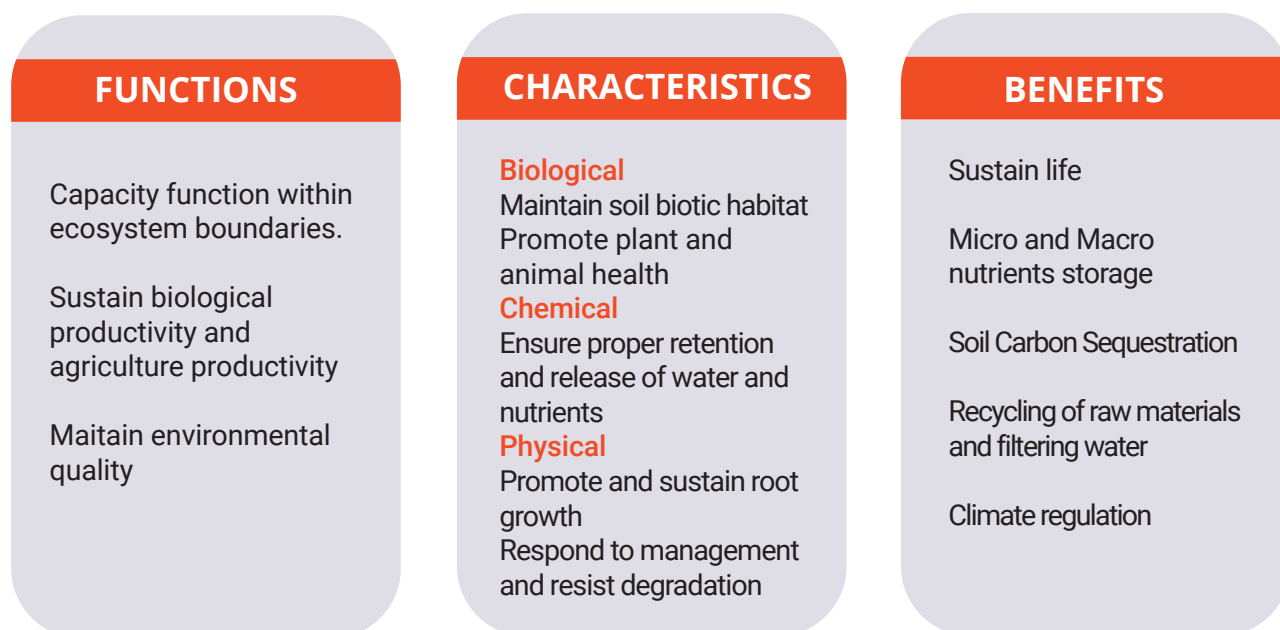 FUNCTIONS
Capacity function within
ecosystem boundaries.
Sustain biological
productivity and
agriculture productivity
Maitain environmental
quality
CHARACTERISTICS
Biological
Maintain soil biotic habitat
Promote plant and
animal health
Chemical
Ensure proper retention
and release of water and
nutrients
Physical
Promote and sustain root
growth
Respond to management
and resist degradation
BENEFITS
Sustain life
Micro and Macro
nutrients storage
Soil Carbon Sequestration
Recycling of raw materials
and filtering water
Climate regulation